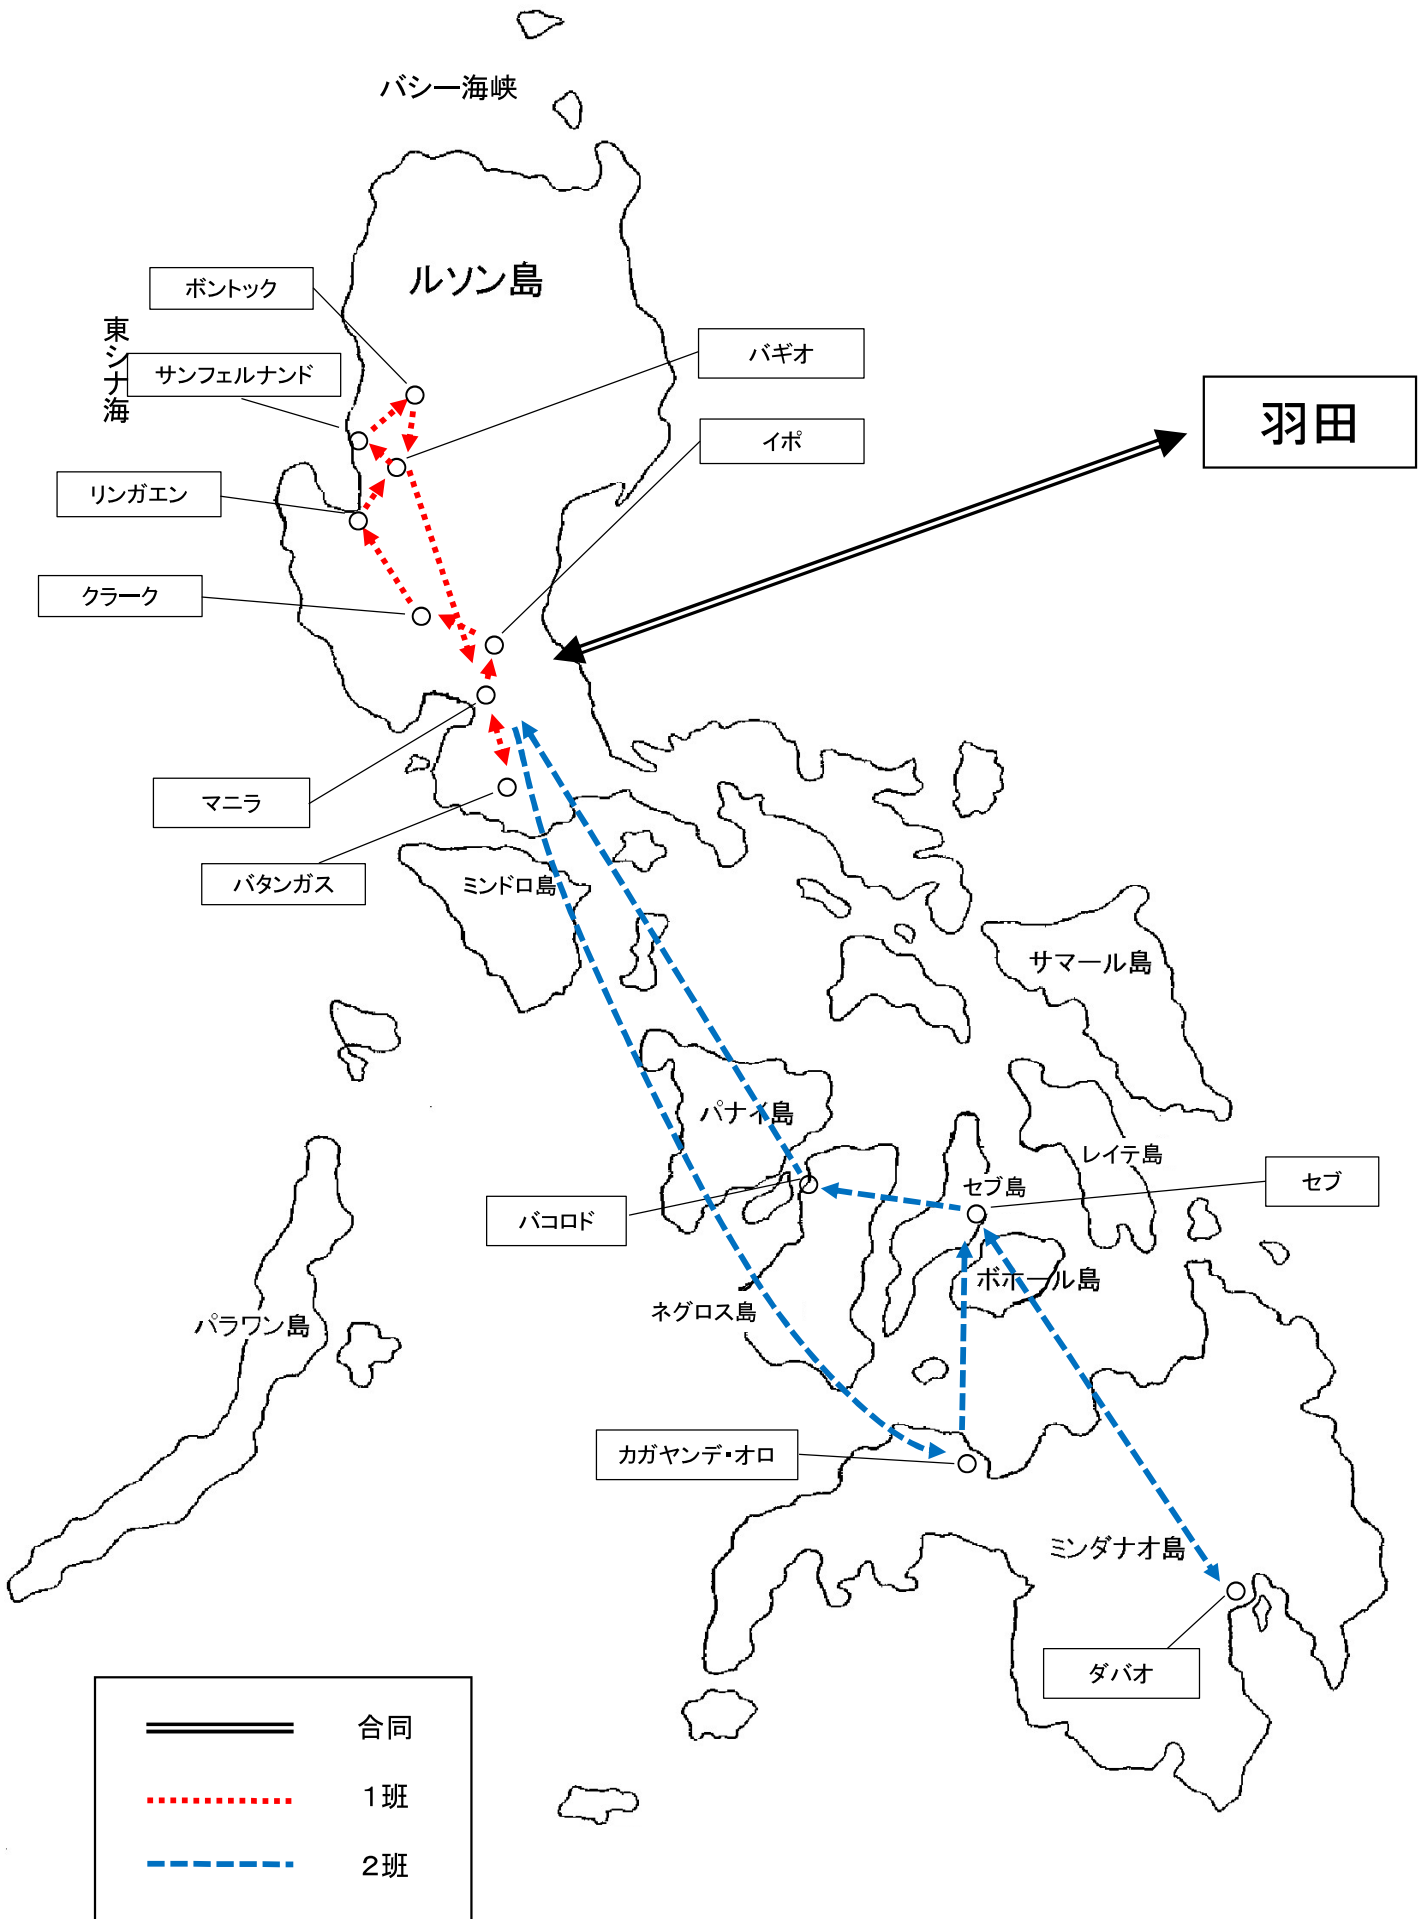 バシー海峡
ルソン島
ボントック
東シナ海
サンフェルナンド
バギオ
羽田
イポ
リンガエン
クラーク
マニラ
バタンガス
ミンドロ島
サマール島
パナイ島
レイテ島
セブ島
セブ
バコロド
ボホール島
ネグロス島
パラワン島
カガヤンデ・オロ
ミンダナオ島
ダバオ
合同
1班
2班